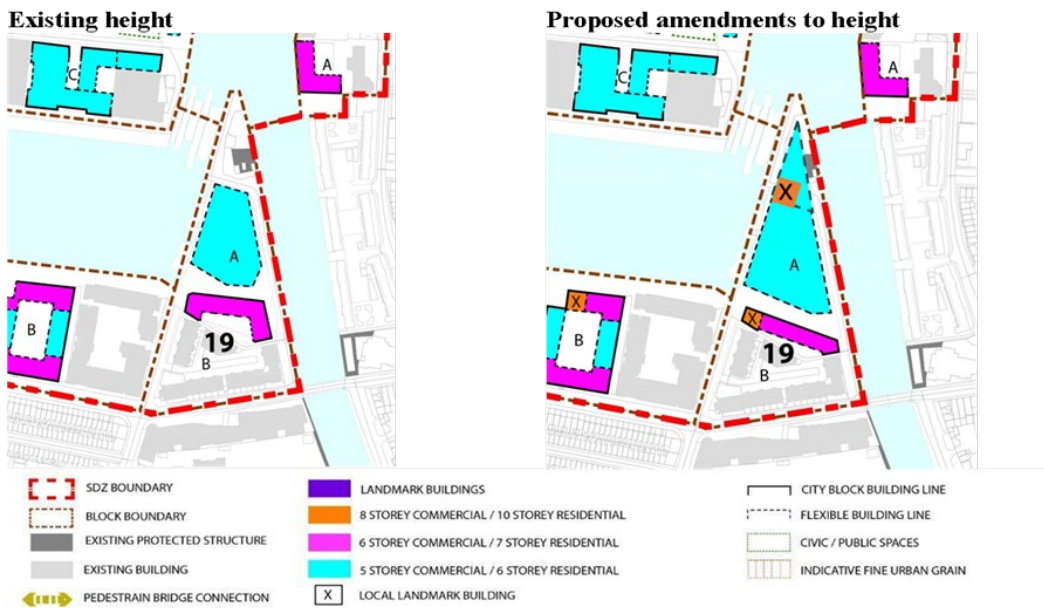 Existing height
Proposed amendments to height
C
A
A
B
19
B
C
A
X
A
X
B
X
19
B
SDZ BOUNDARY
BLOCK BOUNDARY
EXISTING PROTECTED STRUCTURE
EXISTING BUILDING
PEDESTRAIN BRIDGE CONNECTION
LANDMARK BUILDINGS
8 STOREY COMMERCIAL / 10 STOREY RESIDENTIAL
6 STOREY COMMERCIAL / 7 STOREY RESIDENTIAL
5 STOREY COMMERCIAL / 6 STOREY RESIDENTIAL
X LOCAL LANDMARK BUILDING
CITY BLOCK BUILDING LINE
FLEXIBLE BUILDING LINE
CIVIC / PUBLIC SPACES
INDICATIVE FINE URBAN GRAIN